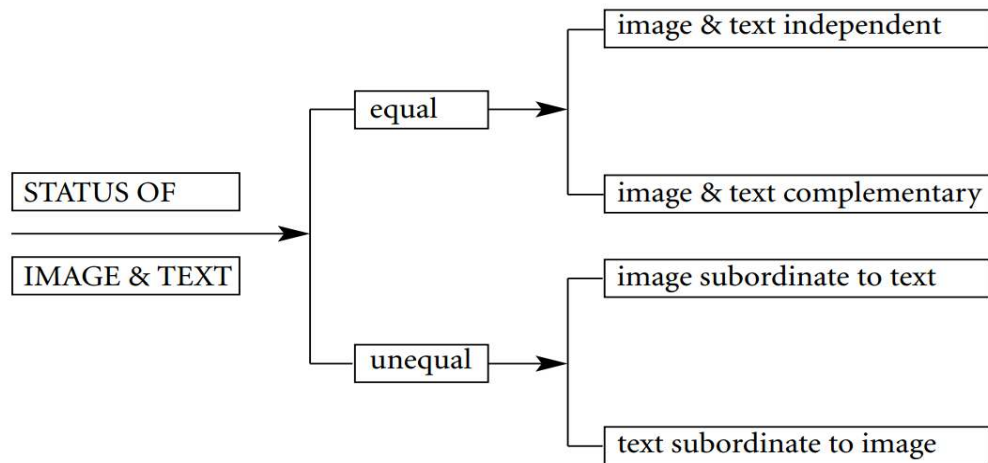 STATUS OF
IMAGE & TEXT
equal
image & text independent
image & text complementary
unequal
image subordinate to text
text subordinate to image